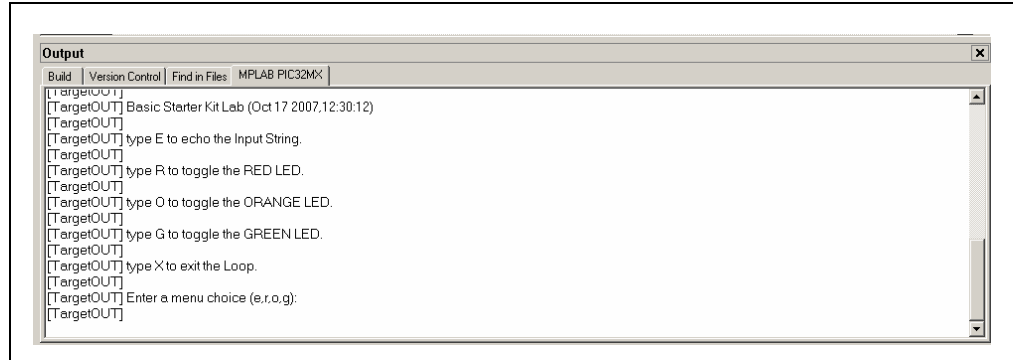 Output
Build Version Control Find in Files MPLAB PIC32MX
[TargetOUT]
[TargetOUT] Basic Starter Kit Lab (Oct 17 2007,12:30:12)
[TargetOUT]
[TargetOUT] type E to echo the Input String.
[TargetOUT]
[TargetOUT] type R to toggle the RED LED.
[TargetOUT]
[TargetOUT] type O to toggle the ORANGE LED.
[TargetOUT]
[TargetOUT] type G to toggle the GREEN LED.
[TargetOUT]
[TargetOUT] type X to exit the Loop.
[TargetOUT]
[TargetOUT] Enter a menu choice (e,r,o,g):
[TargetOUT]